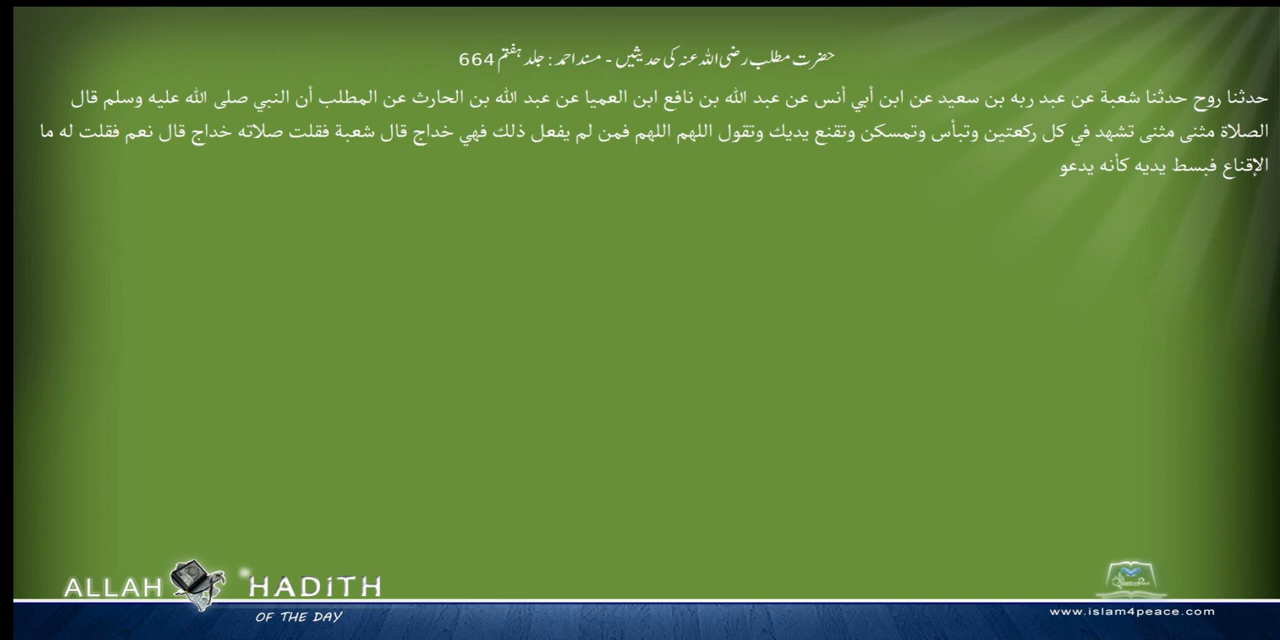 حضرت مطلب رضی اللہ عنہ کی حدیثیں - مسند احمد : جلد ہفتم 664
حدثنا روح حدثنا شعبة عن عبد ربه بن سعيد عن ابن أبي أنس عن عبد الله بن نافع ابن العميا عن عبد الله بن الحارث عن المطلب أن النبي صلى الله عليه وسلم قال
الصلاة مثنى مثنى تشهد في كل ركعتين وتبأس وتمسكن وتقنع يديك وتقول اللهم اللهم فمن لم يفعل ذلك فهي خداج قال شعبة فقلت صلاته خداج قال نعم فقلت له ما
الإقناع فبسط يديه كأنه يدعو
ALLAH HADITH
OF THE DAY
www.islam4peace.com